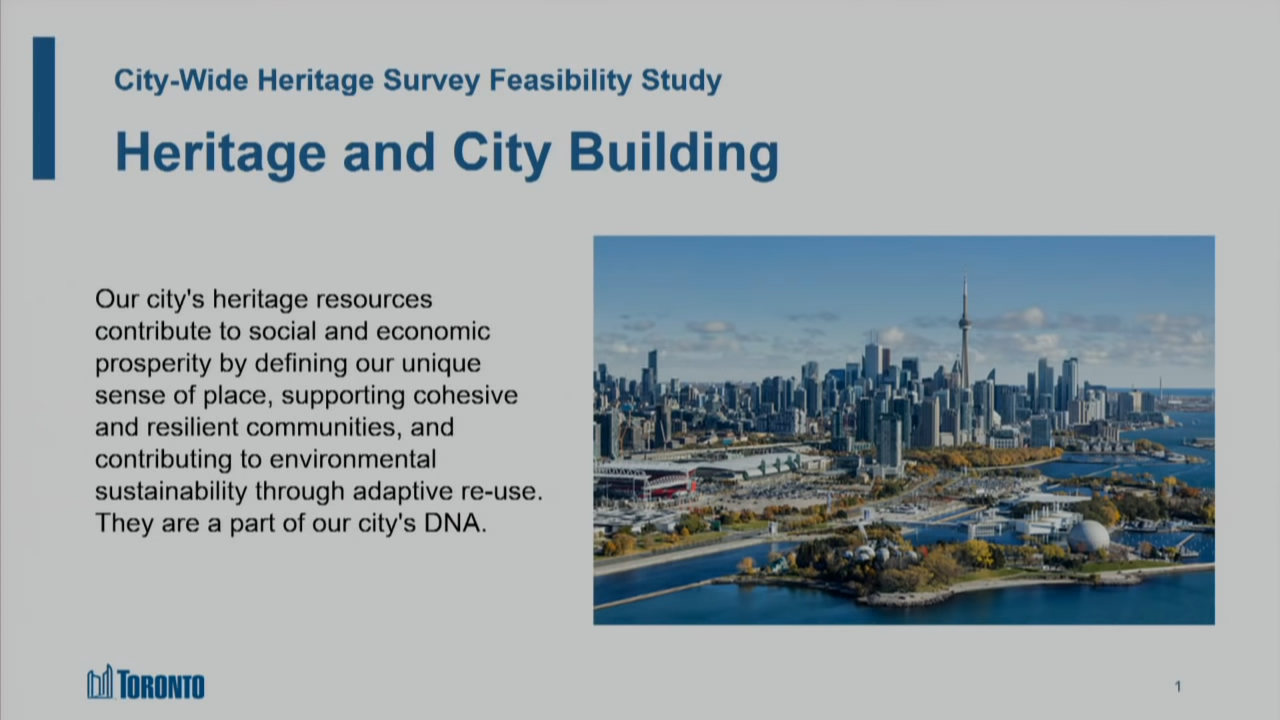 City-Wide Heritage Survey Feasibility Study
Heritage and City Building
Our city's heritage resources
contribute to social and economic
prosperity by defining our unique
sense of place, supporting cohesive
and resilient communities, and
contributing to environmental
sustainability through adaptive re-use.
They are a part of our city's DNA.
TORONTO
1